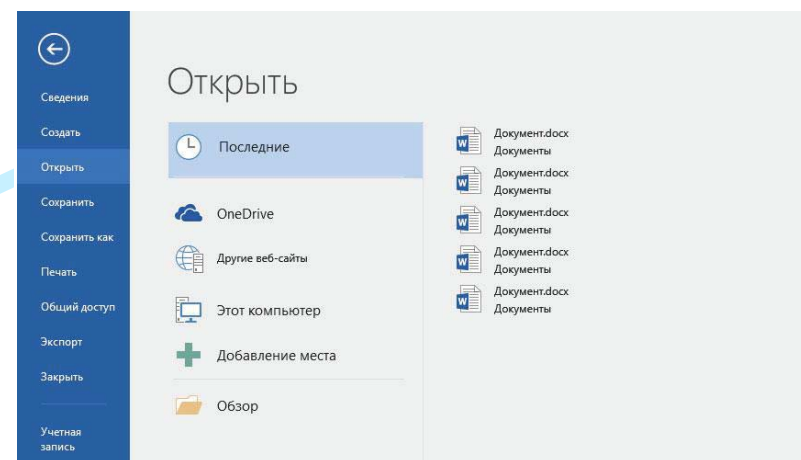 Сведения
Создать
Открыть
Сохранить
Сохранить как
Печать
Общий доступ
Экспорт
Закрыть
Учетная
запись
Открыть
Последние
OneDrive
Другие веб-сайты
Этот компьютер
Добавление места
Обзор
Документ.docx
Документы
Документ.docx
Документы
Документ.docx
Документы
Документ.docx
Документы
Документ.docx
Документы